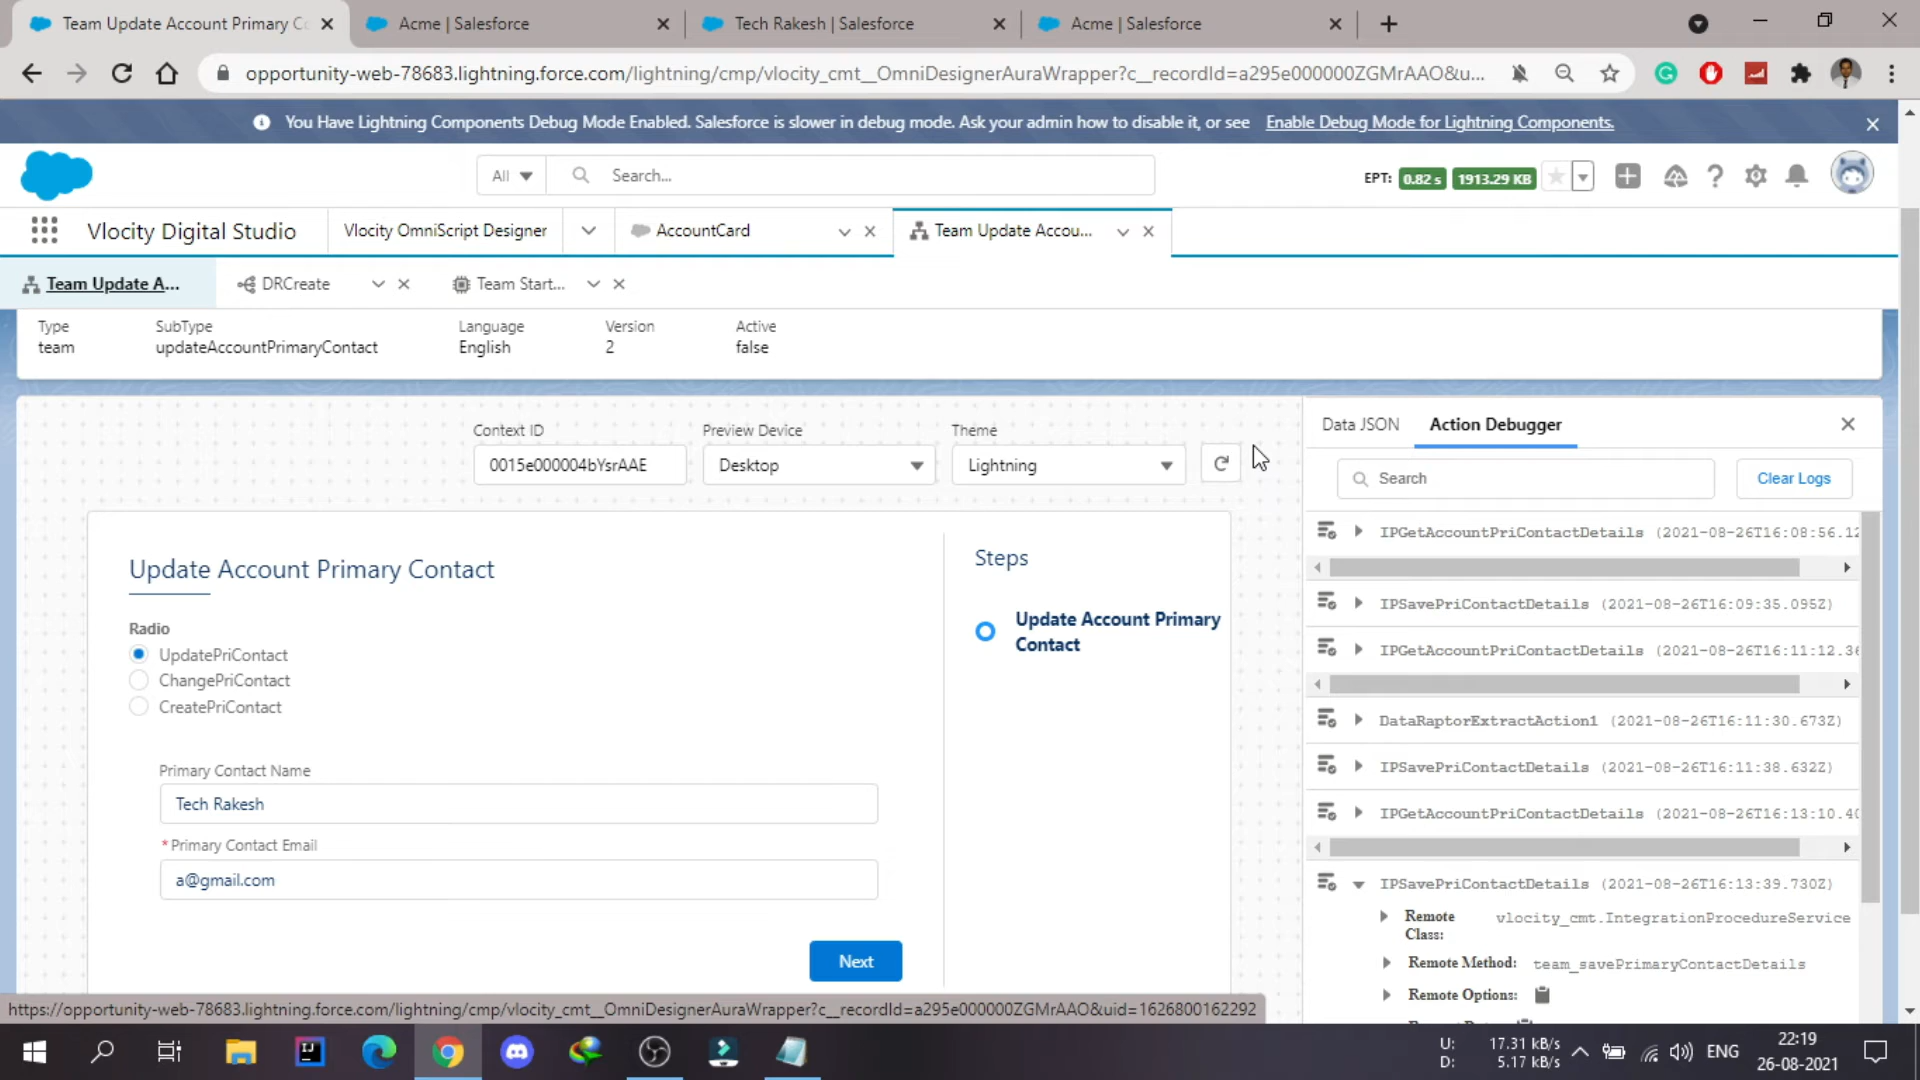 Team Update Account Primary Co
Acme | Salesforce
Tech Rakesh | Salesforce
Acme | Salesforce
opportunity-web-78683.lightning.force.com/lightning/cmp/vlocity_cmt__OmniDesignerAuraWrapper?c__recordId=a295e000000ZGMrAAO&u...
You Have Lightning Components Debug Mode Enabled. Salesforce is slower in debug mode. Ask your admin how to disable it, or see Enable Debug Mode for Lightning Components.
All
Search...
EPT: 0.82 s 1913.29 KB
Vlocity Digital Studio
Vlocity OmniScript Designer
AccountCard
Team Update Accou...
Team Update A...
DRCreate
Team Start...
Type
SubType
Language
Version
Active
team
updateAccountPrimaryContact
English
2
false
Context ID
Preview Device
Theme
0015e000004bYsrAAE
Desktop
Lightning
Update Account Primary Contact
Radio
UpdatePriContact
ChangePriContact
CreatePriContact
Primary Contact Name
Tech Rakesh
*Primary Contact Email
a@gmail.com
Next
Steps
Update Account Primary
Contact
Data JSON
Action Debugger
Search
Clear Logs
IPGetAccountPriContactDetails (2021-08-26T16:08:56.12
IPSavePriContactDetails (2021-08-26T16:09:35.095Z)
IPGetAccountPriContactDetails (2021-08-26T16:11:12.36
DataRaptorExtractAction1 (2021-08-26T16:11:30.673Z)
IPSavePriContactDetails (2021-08-26T16:11:38.632Z)
IPGetAccountPriContactDetails (2021-08-26T16:13:10.40
IPSavePriContactDetails (2021-08-26T16:13:39.730Z)
Remote Class: vlocity_cmt.IntegrationProcedureService
Remote Method: team_savePrimaryContactDetails
Remote Options:
https://opportunity-web-78683.lightning.force.com/lightning/cmp/vlocity_cmt__OmniDesignerAuraWrapper?c__recordId=a295e000000ZGMrAAO&uid=1626800162292
U: 17.31 kB/s
D: 5.17 kB/s
ENG
22:19
26-08-2021